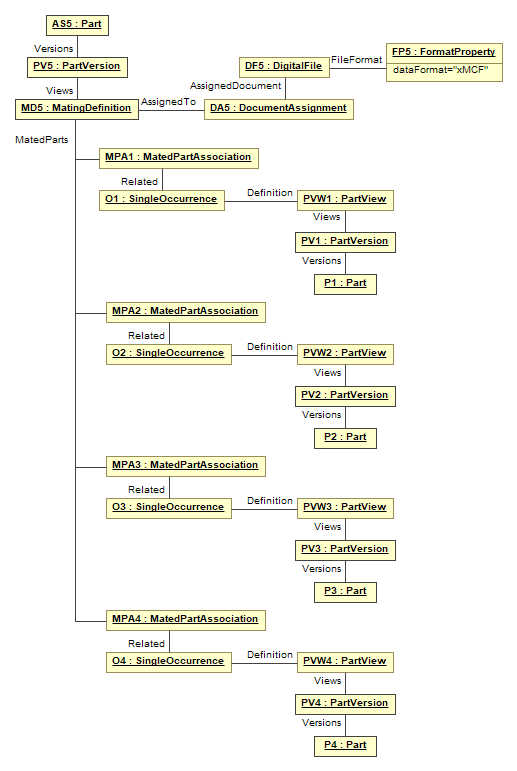 AS5 : Part
Versions
PV5 : PartVersion
Views
MD5 : MatingDefinition
AssignedTo
DA5 : DocumentAssignment
AssignedDocument
DF5 : DigitalFile
FileFormat
FP5 : FormatProperty
dataFormat="xMCF"
MatedParts
MPA1 : MatedPartAssociation
Related
O1 : SingleOccurrence
Definition
PVW1 : PartView
Views
PV1 : PartVersion
Versions
P1 : Part
MPA2 : MatedPartAssociation
Related
O2 : SingleOccurrence
Definition
PVW2 : PartView
Views
PV2 : PartVersion
Versions
P2 : Part
MPA3 : MatedPartAssociation
Related
O3 : SingleOccurrence
Definition
PVW3 : PartView
Views
PV3 : PartVersion
Versions
P3 : Part
MPA4 : MatedPartAssociation
Related
O4 : SingleOccurrence
Definition
PVW4 : PartView
Views
PV4 : PartVersion
Versions
P4 : Part